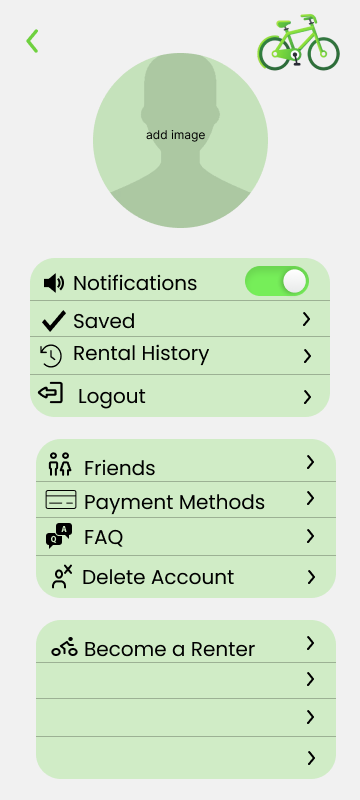 add image
Notifications
Saved
Rental History
Logout
Friends
Payment Methods
A
Q
FAQ
Delete Account
Become a Renter